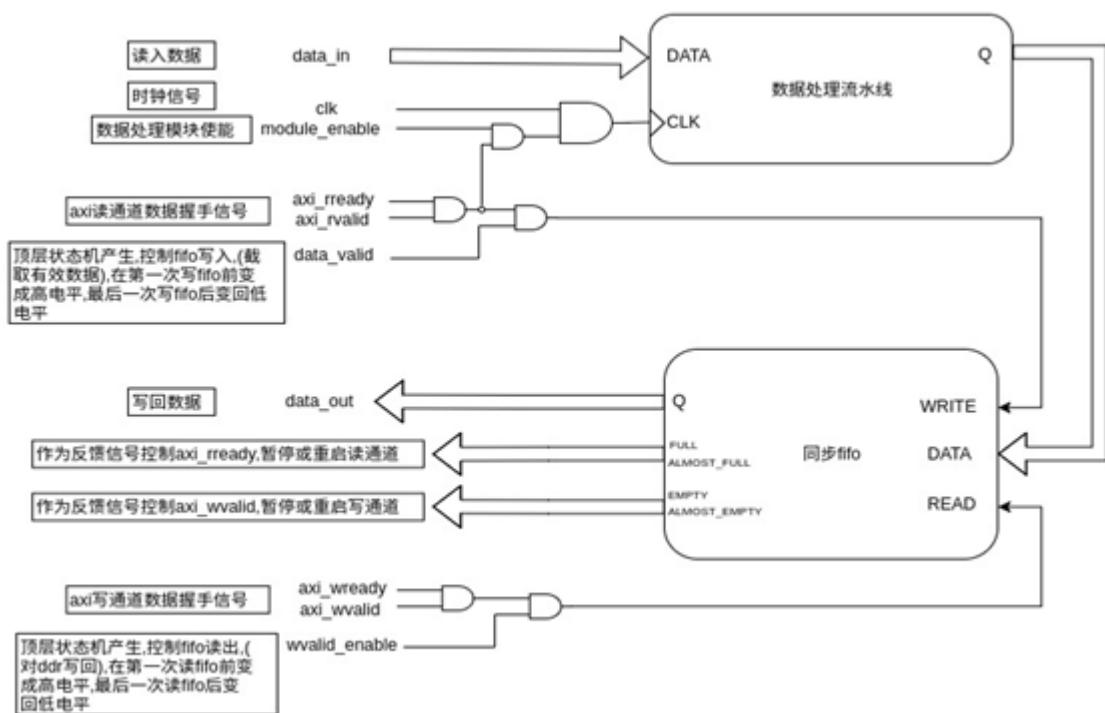 读入数据
data_in
DATA
Q
数据处理流水线
时钟信号
clk
CLK
数据处理模块使能
module_enable
axi读通道数据握手信号
axi_rready
axi_rvalid
顶层状态机产生,控制fifo写入,(截
取有效数据),在第一次写fifo前变
成高电平,最后一次写fifo后变回低
电平
data_valid
写回数据
data_out
Q
WRITE
作为反馈信号控制axi_rready,暂停或重启读通道
FULL
ALMOST_FULL
同步fifo
DATA
作为反馈信号控制axi_wvalid,暂停或重启写通道
EMPTY
ALMOST_EMPTY
READ
axi写通道数据握手信号
axi_wready
axi_wvalid
顶层状态机产生,控制fifo读出,(
对ddr写回),在第一次读fifo前变
成高电平,最后一次读fifo后变
回低电平
wvalid_enable